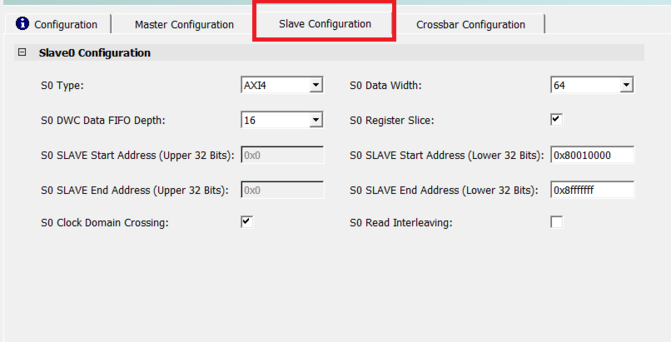 Configuration Master Configuration Slave Configuration Crossbar Configuration
Slave0 Configuration
S0 Type: AXI4 S0 Data Width: 64
S0 DWC Data FIFO Depth: 16 S0 Register Slice:
S0 SLAVE Start Address (Upper 32 Bits): 0x0 S0 SLAVE Start Address (Lower 32 Bits): 0x80010000
S0 SLAVE End Address (Upper 32 Bits): 0x0 S0 SLAVE End Address (Lower 32 Bits): 0x8fffffff
S0 Clock Domain Crossing: S0 Read Interleaving: